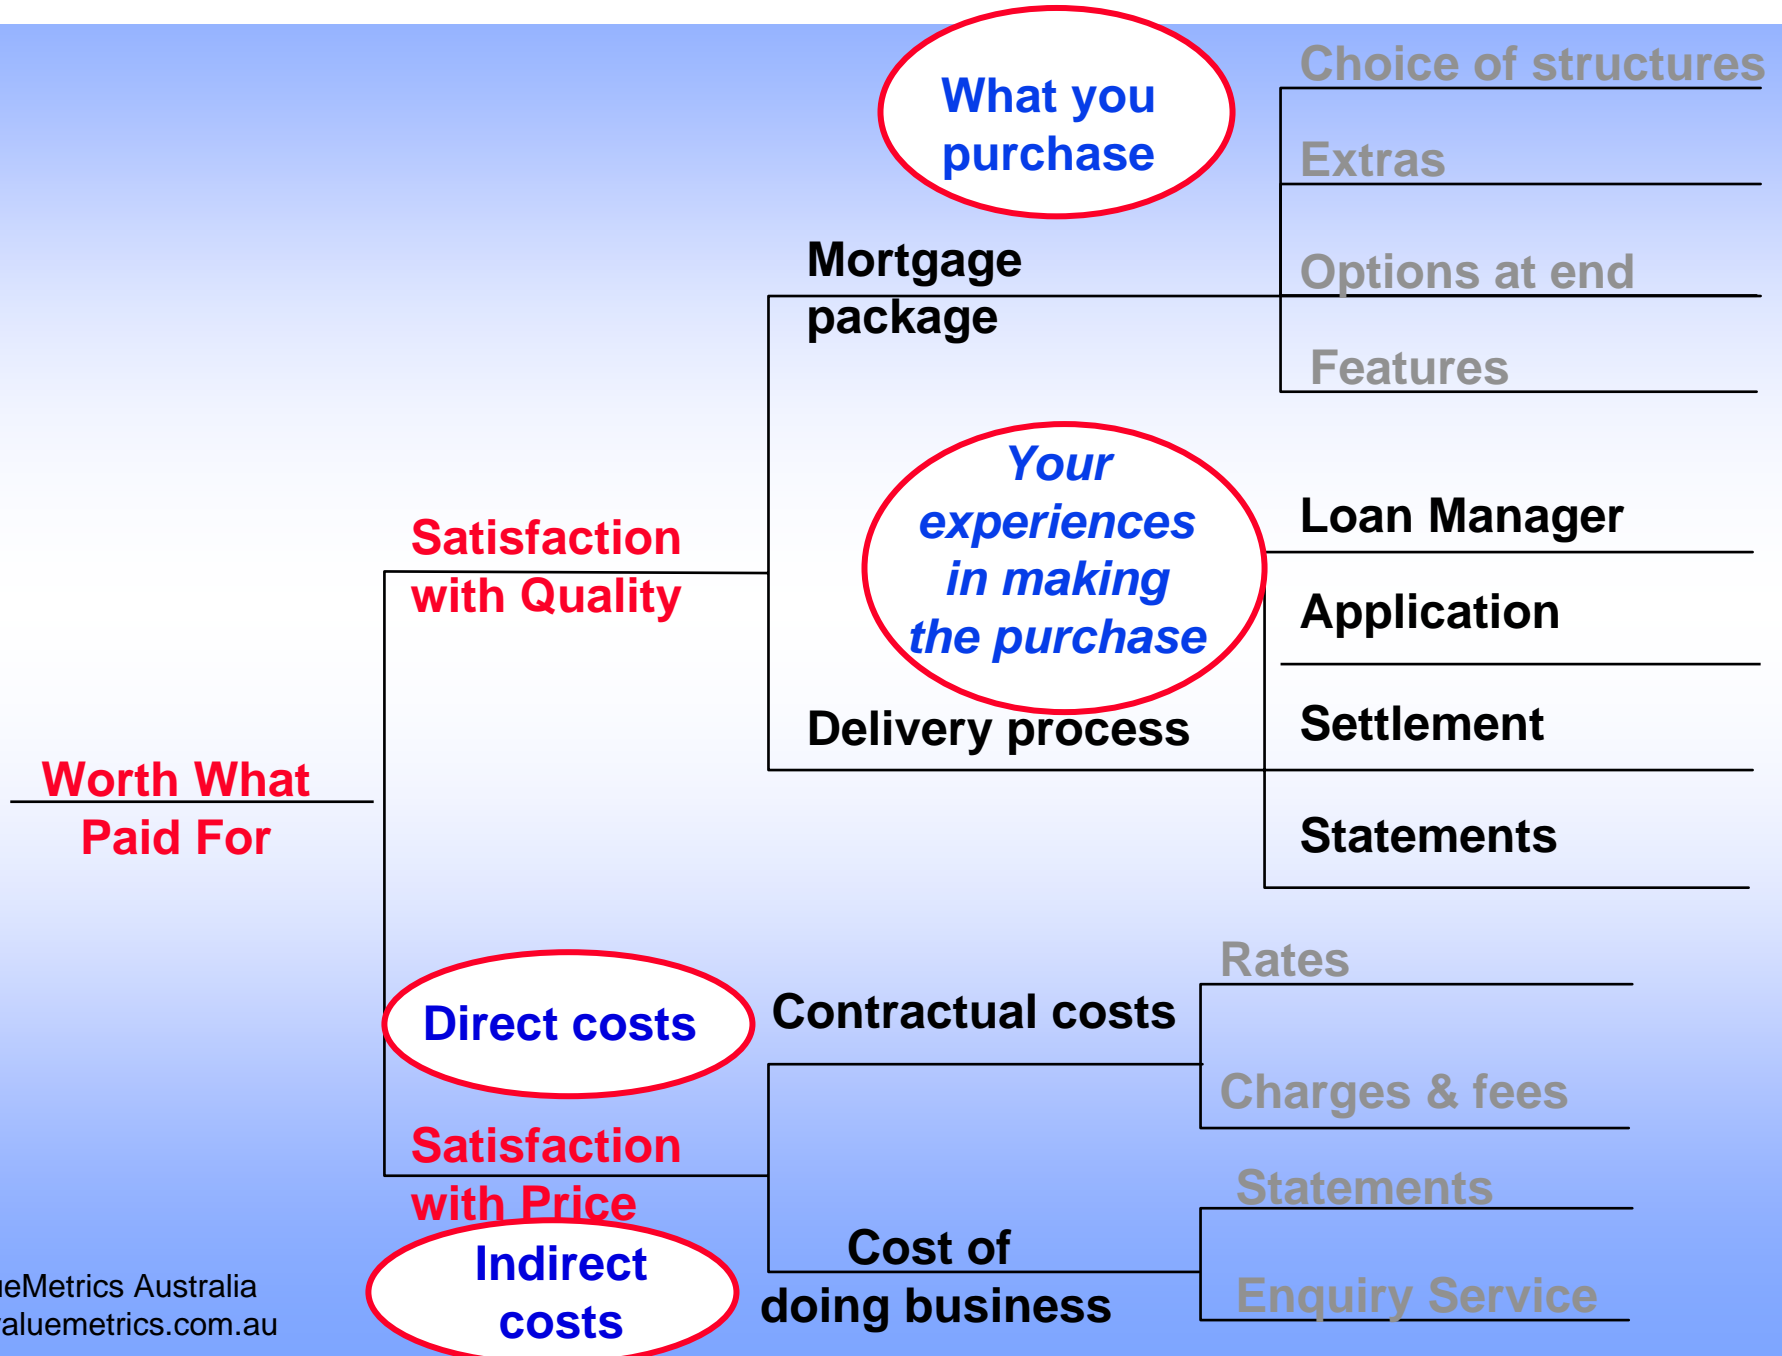 What you
purchase
Choice of structures
Extras
Mortgage
package
Options at end
Features
Your
experiences
in making
the purchase
Satisfaction
with Quality
Loan Manager
Application
Delivery process
Settlement
Worth What
Paid For
Statements
Direct costs
Contractual costs
Rates
Charges & fees
Satisfaction
with Price
Statements
Indirect
costs
Cost of
doing business
Enquiry Service
ueMetrics Australia
aluemetrics.com.au